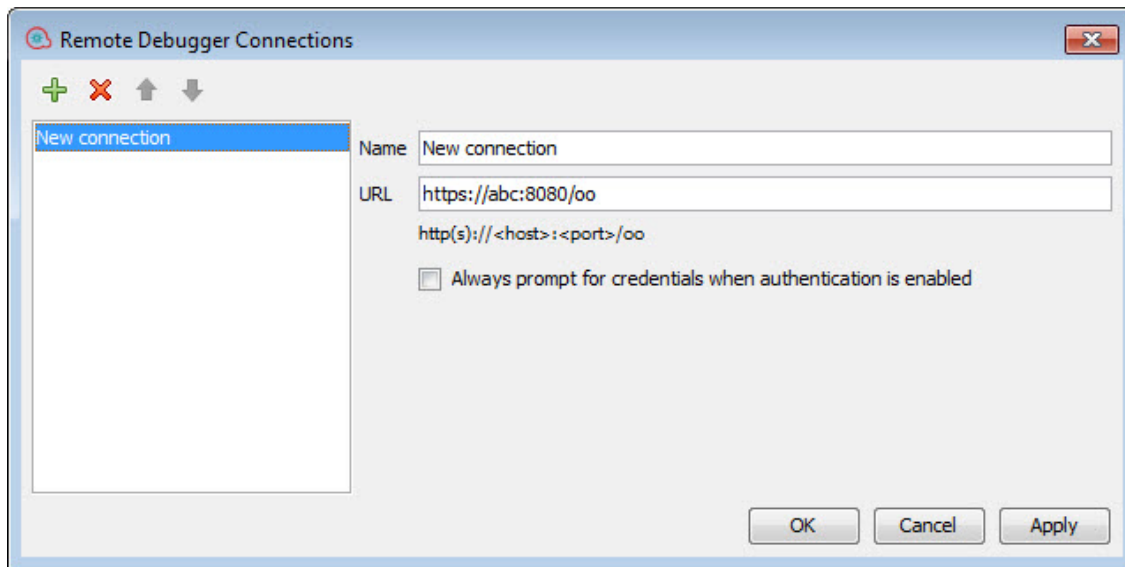 Remote Debugger Connections
New connection
Name New connection
URL https://abc:8080/oo
http(s)://<host>:<port>/oo
Always prompt for credentials when authentication is enabled
OK Cancel Apply